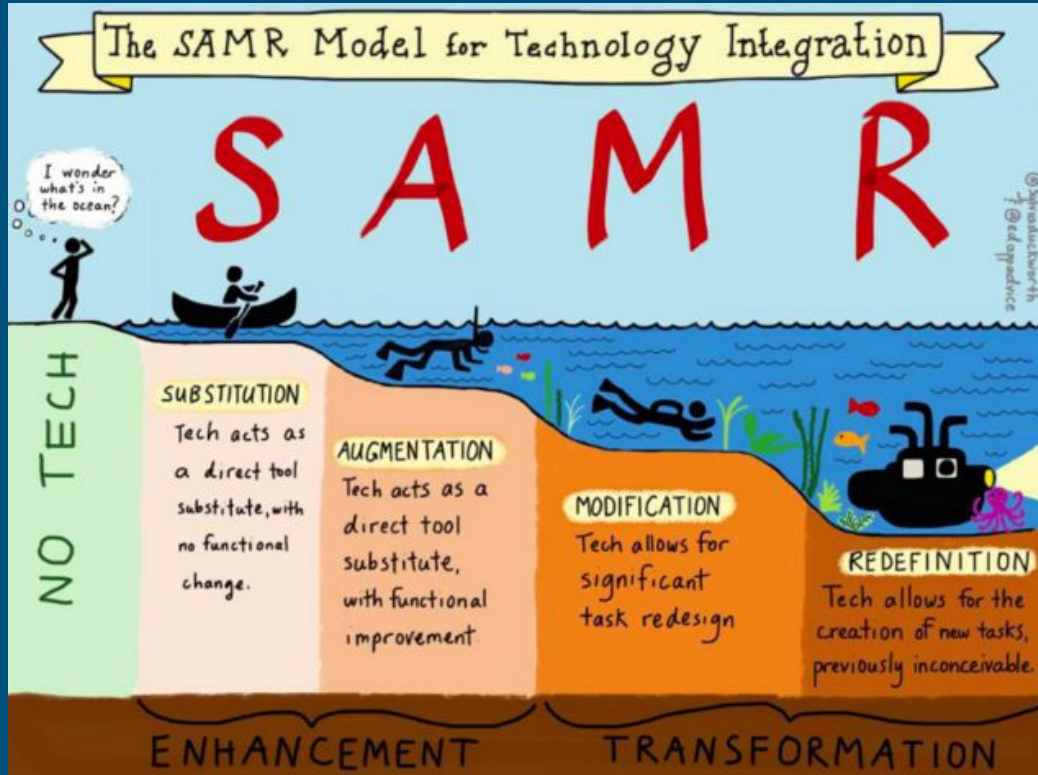 The SAMR Model for Technology Integration
S A M R
I wonder
what's in
the ocean?
@sylviaduckworth
+ @edappadvice
NO TECH
SUBSTITUTION
Tech acts as
a direct tool
substitute, with
no functional
change.
AUGMENTATION
Tech acts as a
direct tool
substitute,
with functional
improvement
MODIFICATION
Tech allows for
significant
task redesign
REDEFINITION
Tech allows for the
creation of new tasks,
previously inconceivable.
ENHANCEMENT
TRANSFORMATION